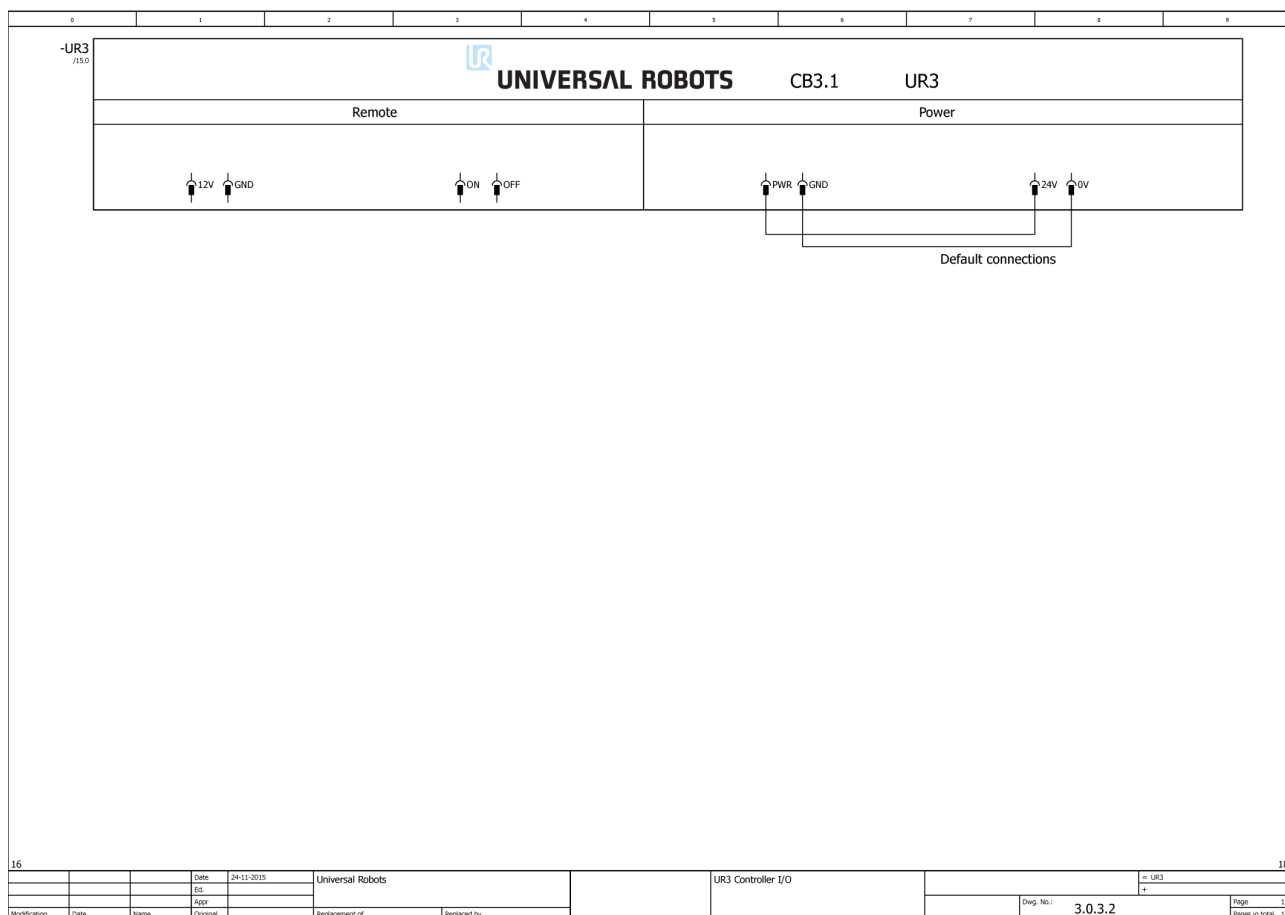 0 1 2 3 4 5 6 7 8 9
-UR3
/15.0
UR
UNIVERSAL ROBOTS CB3.1 UR3
Remote Power
12V GND ON OFF PWR GND 24V 0V
Default connections
16
Date 24-11-2015 Universal Robots UR3 Controller I/O = UR3
Ed. +
Appr Dwg. No.: 3.0.3.2 Page
Modification Date Name Original Replacement of Replaced by Pages in total